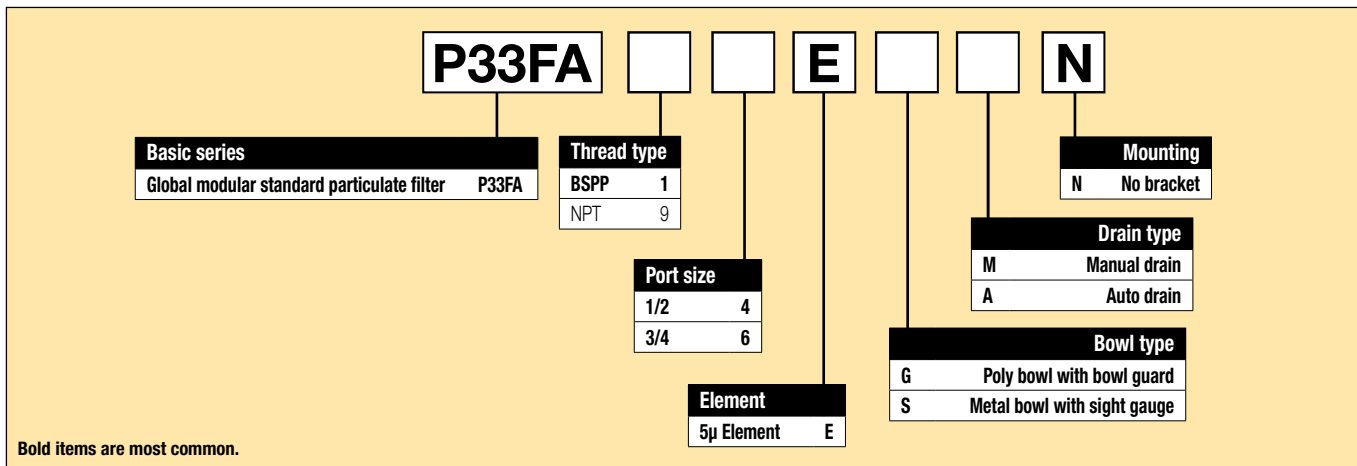 P33FA E N
Basic series
Global modular standard particulate filter P33FA
Thread type
BSPP 1
NPT 9
Port size
1/2 4
3/4 6
Element
5µ Element E
Mounting
N No bracket
Drain type
M Manual drain
A Auto drain
Bowl type
G Poly bowl with bowl guard
S Metal bowl with sight gauge
Bold items are most common.